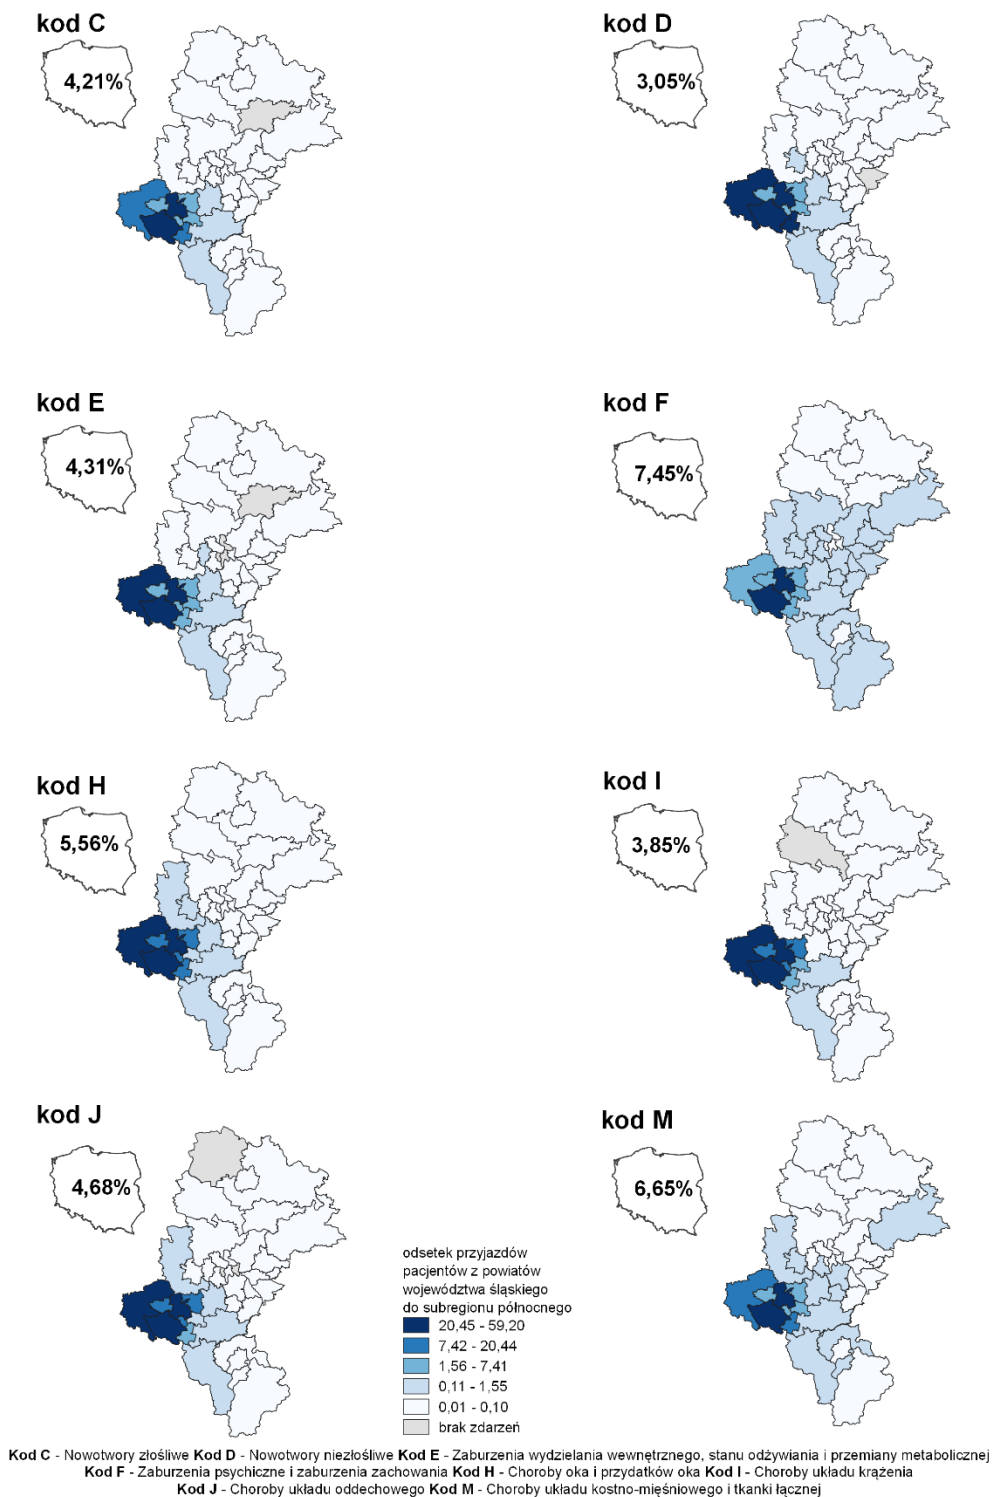 kod C
4,21%
kod D
3,05%
kod E
4,31%
kod F
7,45%
kod H
5,56%
kod I
3,85%
kod J
4,68%
kod M
6,65%
odsetek przyjazdów
pacjentów z powiatów
województwa śląskiego
do subregionu północnego
20,45 - 59,20
7,42 - 20,44
1,56 - 7,41
0,11 - 1,55
0,01 - 0,10
brak zdarzeń
Kod C - Nowotwory złośliwe Kod D - Nowotwory niezłośliwe Kod E - Zaburzenia wydzielania wewnętrznego, stanu odżywiania i przemiany metabolicznej
Kod F - Zaburzenia psychiczne i zaburzenia zachowania Kod H - Choroby oka i przydatków oka Kod I - Choroby układu krążenia
Kod J - Choroby układu oddechowego Kod M - Choroby układu kostno-mięśniowego i tkanki łącznej